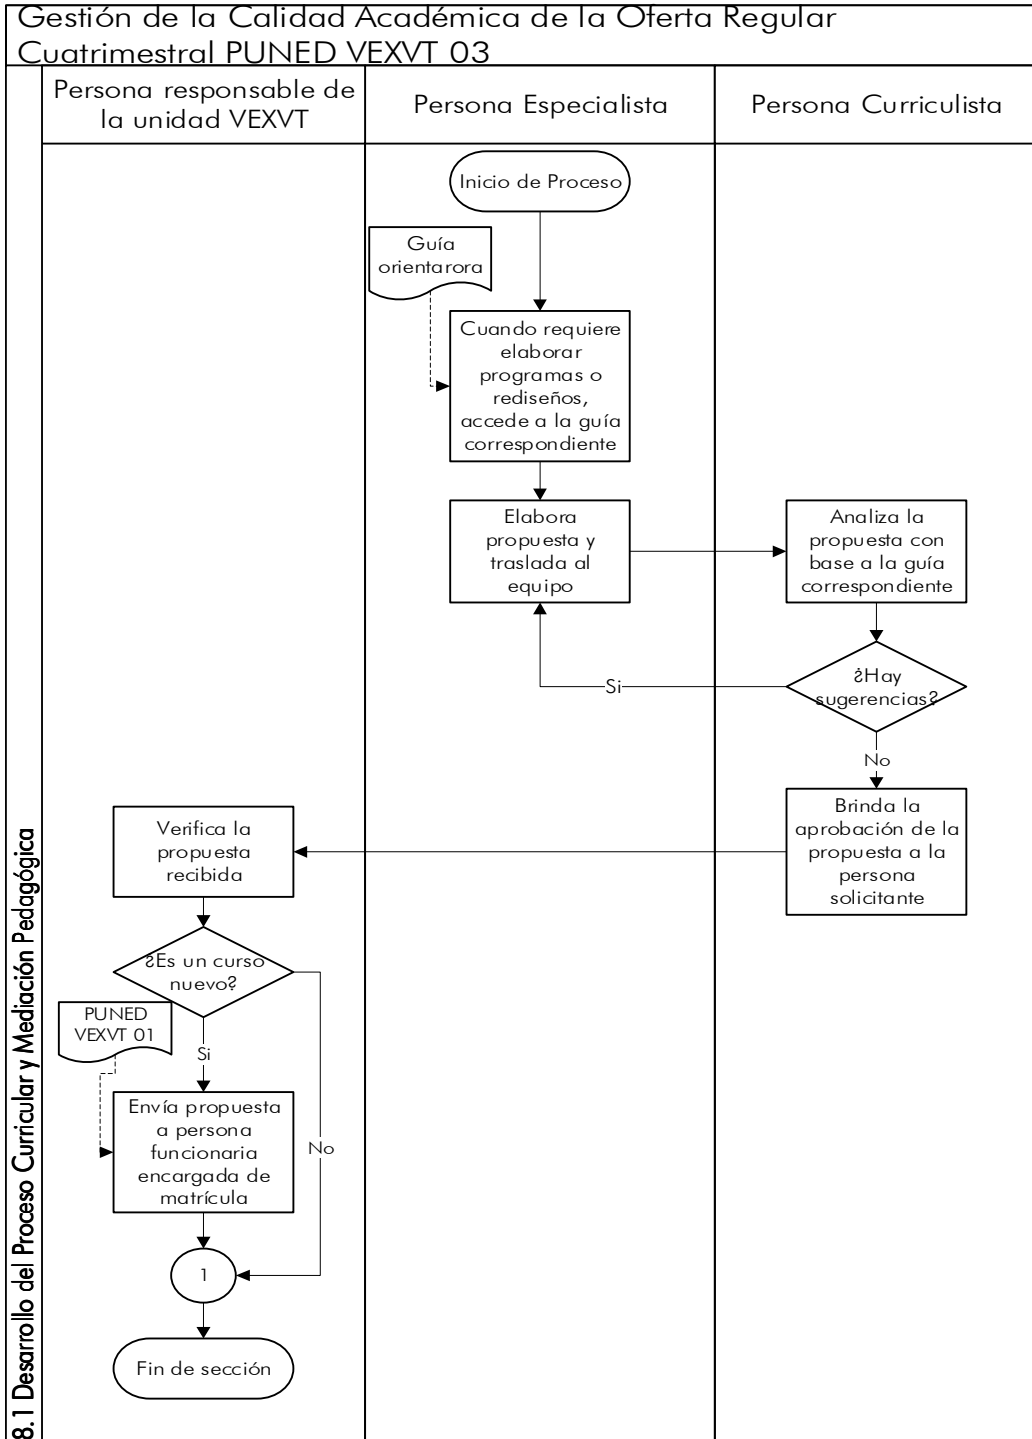 Gestión de la Calidad Académica de la Oferta Regular
Cuatrimestral PUNED VEXVT 03
8.1 Desarrollo del Proceso Curricular y Mediación Pedagógica
Persona responsable de
la unidad VEXVT
Persona Especialista
Persona Curriculista
Inicio de Proceso
Guía
orientarora
Cuando requiere
elaborar
programas o
rediseños,
accede a la guía
correspondiente
Elabora
propuesta y
traslada al
equipo
Analiza la
propuesta con
base a la guía
correspondiente
¿Hay
sugerencias?
Si
No
Brinda la
aprobación de la
propuesta a la
persona
solicitante
Verifica la
propuesta
recibida
¿Es un curso
nuevo?
PUNED
VEXVT 01
Si
No
Envía propuesta
a persona
funcionaria
encargada de
matrícula
1
Fin de sección